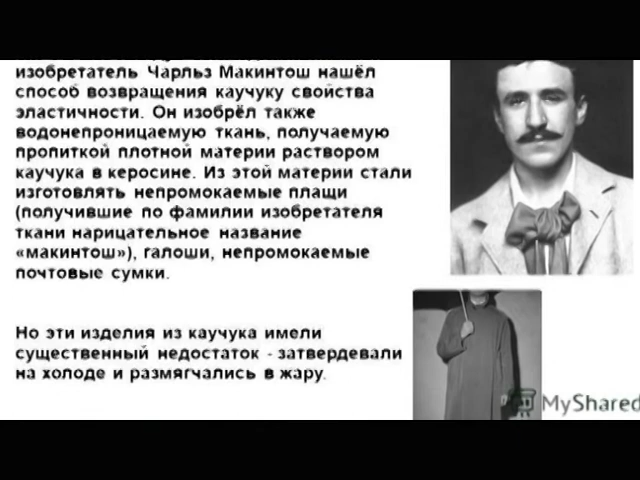 изобретатель Чарльз Макинтош нашёл
способ возвращения каучуку свойства
эластичности. Он изобрёл также
водонепроницаемую ткань, получаемую
пропиткой плотной материи раствором
каучука в керосине. Из этой материи стали
изготовлять непромокаемые плащи
(получившие по фамилии изобретателя
ткани нарицательное название
«макинтош»), галоши, непромокаемые
почтовые сумки.
Но эти изделия из каучука имели
существенный недостаток - затвердевали
на холоде и размягчались в жару.
MyShared